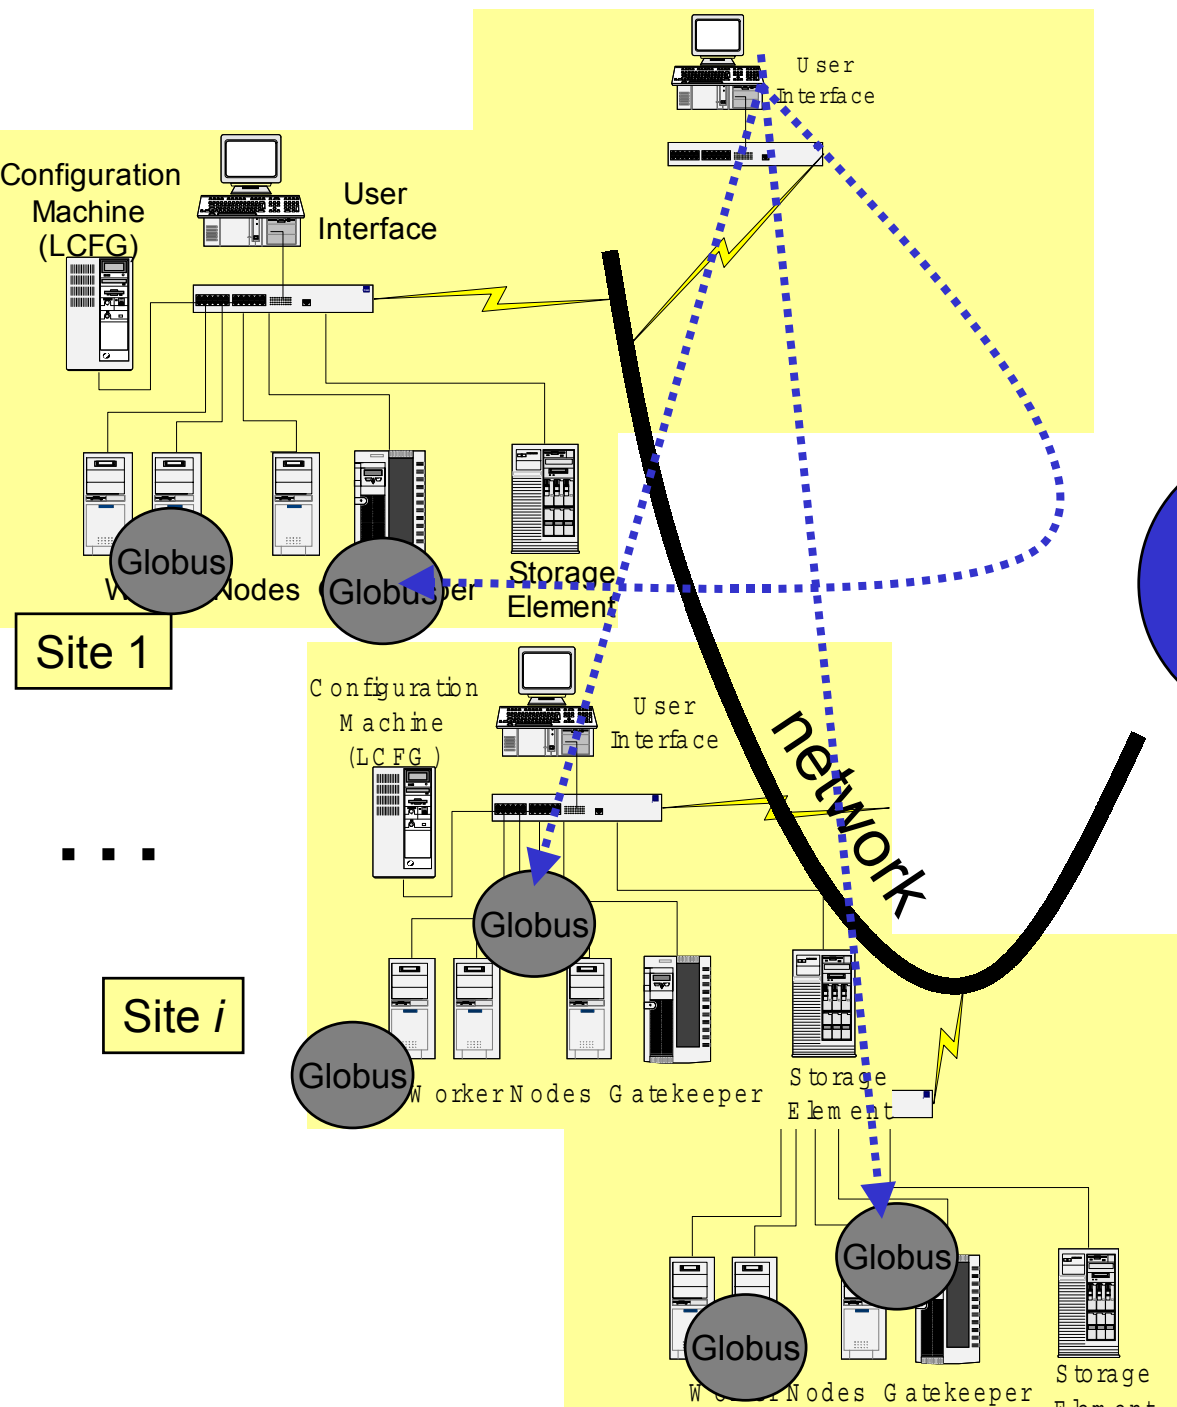 User
Interface
Configuration
Machine
(LCFG)
User
Interface
Globus
Nodes
Globus
Storage
Element
Site 1
Configuration
Machine
(LCFG)
User
Interface
network
. . .
Globus
Site i
Globus
Worker Nodes Gatekeeper
Storage
Element
Globus
Globus
Nodes Gatekeeper
Storage